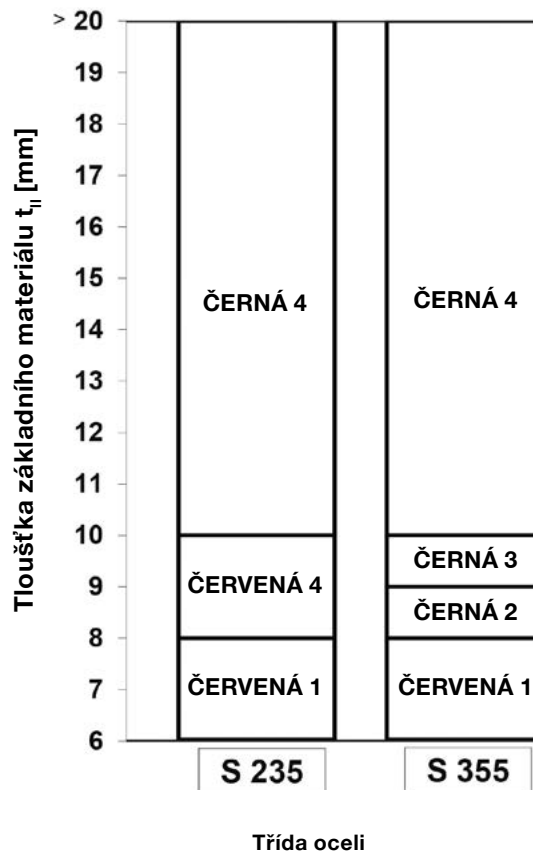 > 20
19
18
17
16
15
14
13
12
11
10
9
8
7
6
Tloušťka základního materiálu t_II [mm]
ČERNÁ 4
ČERVENÁ 4
ČERVENÁ 1
ČERNÁ 4
ČERNÁ 3
ČERNÁ 2
ČERVENÁ 1
S 235
S 355
Třída oceli